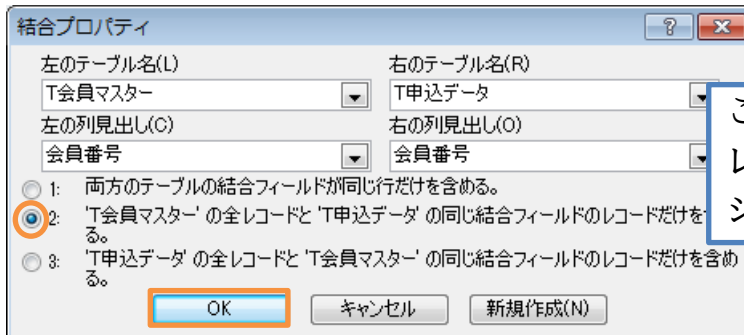 結合プロパティ
左のテーブル名(L) 右のテーブル名(R)
T会員マスター T申込データ
左の列見出し(C) 右の列見出し(O)
会員番号 会員番号
1: 両方のテーブルの結合フィールドが同じ行だけを含める。
2: 'T会員マスター' の全レコードと 'T申込データ' の同じ結合フィールドのレコードだけを
る。
3: 'T申込データ' の全レコードと 'T会員マスター' の同じ結合フィールドのレコードだけを含め
る。
OK キャンセル 新規作成(N)